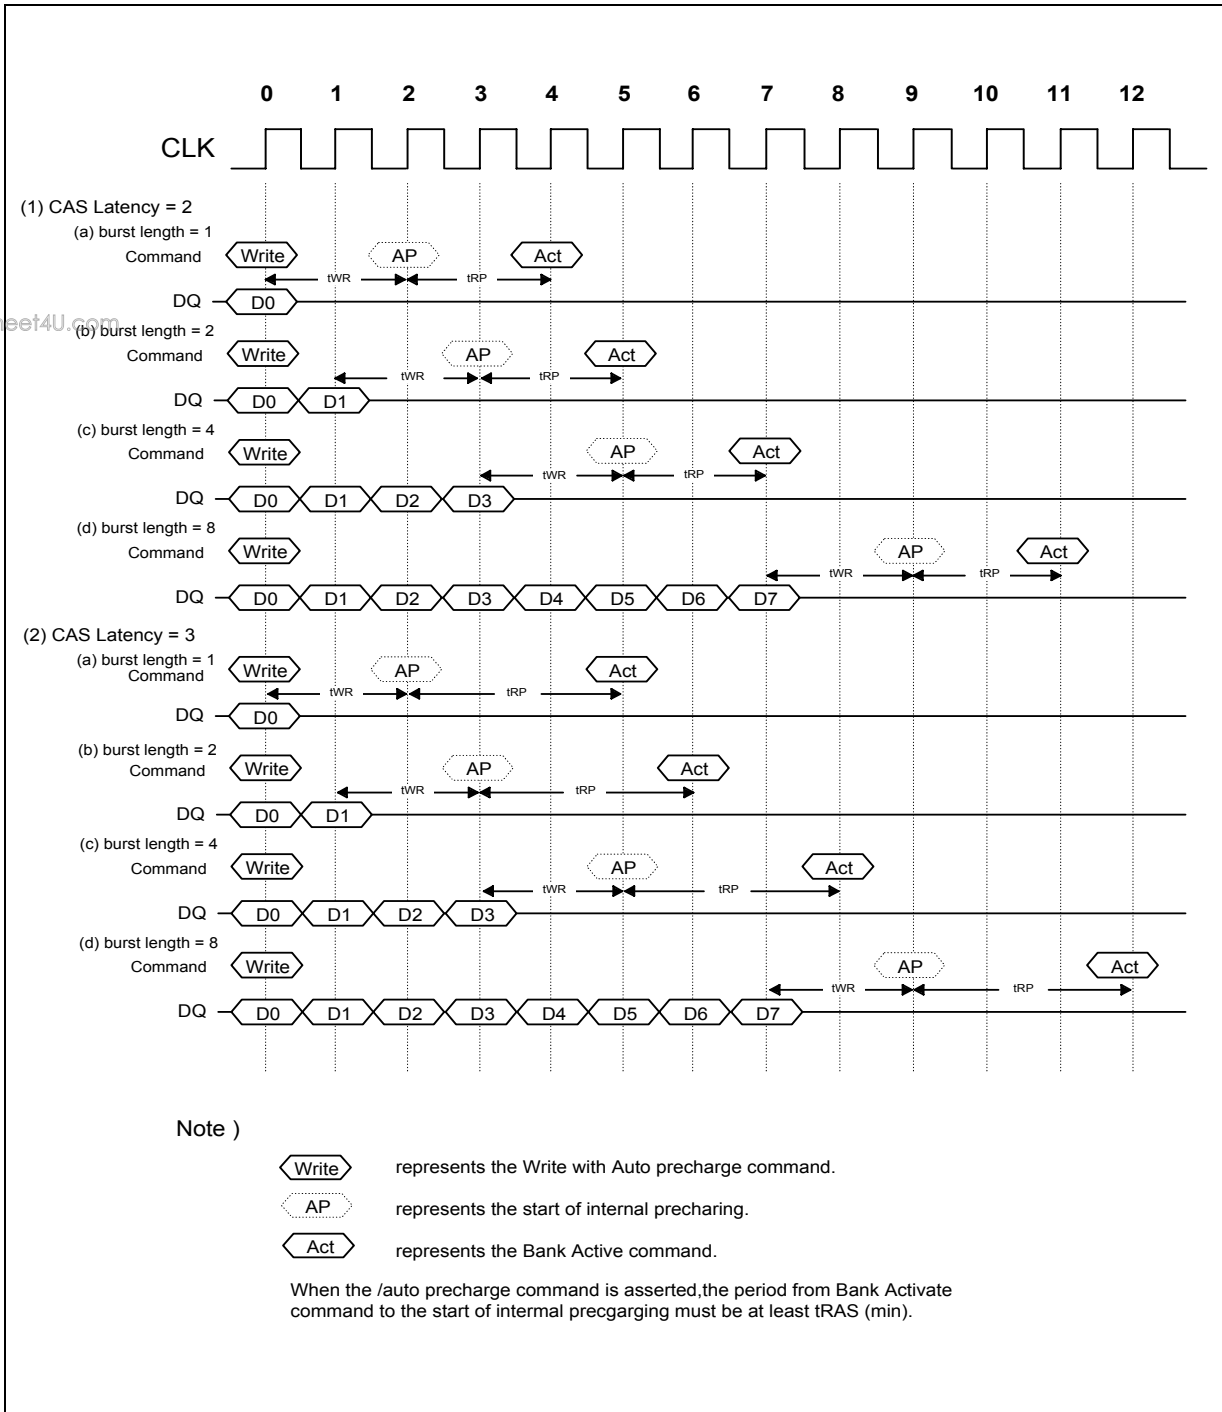 0 1 2 3 4 5 6 7 8 9 10 11 12
CLK
(1) CAS Latency = 2
(a) burst length = 1
Command Write AP Act
tWR tRP
DQ D0
eet4U.com
(b) burst length = 2
Command Write AP Act
tWR tRP
DQ D0 D1
(c) burst length = 4
Command Write AP Act
tWR tRP
DQ D0 D1 D2 D3
(d) burst length = 8
Command Write AP Act
tWR tRP
DQ D0 D1 D2 D3 D4 D5 D6 D7
(2) CAS Latency = 3
(a) burst length = 1
Command Write AP Act
tWR tRP
DQ D0
(b) burst length = 2
Command Write AP Act
tWR tRP
DQ D0 D1
(c) burst length = 4
Command Write AP Act
tWR tRP
DQ D0 D1 D2 D3
(d) burst length = 8
Command Write AP Act
tWR tRP
DQ D0 D1 D2 D3 D4 D5 D6 D7
Note )
Write represents the Write with Auto precharge command.
AP represents the start of internal precharing.
Act represents the Bank Active command.
When the /auto precharge command is asserted,the period from Bank Activate
command to the start of intermal precgarging must be at least tRAS (min).